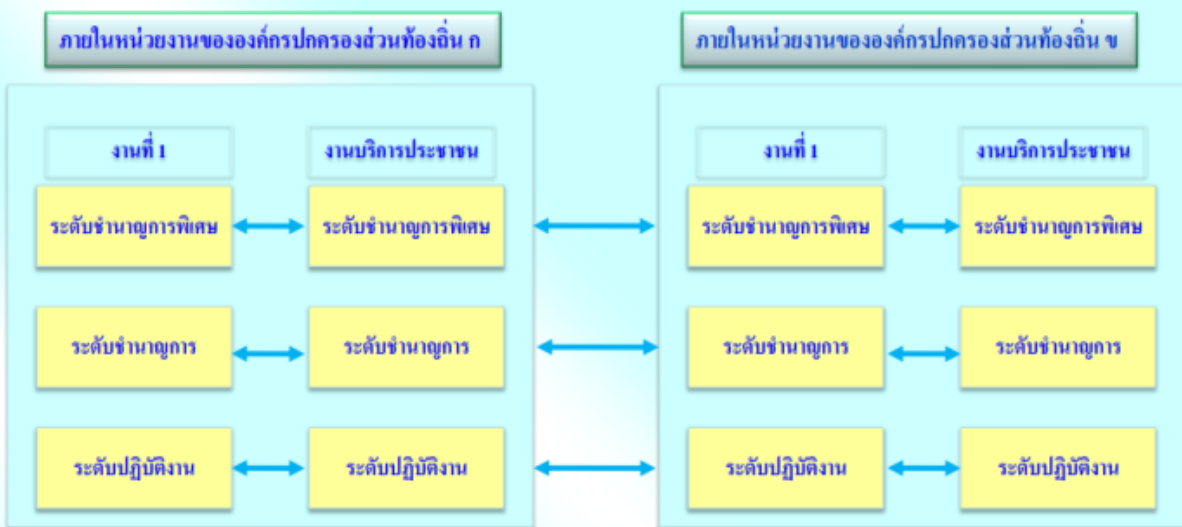 ภายในหน่วยงานขององค์กรปกครองส่วนท้องถิ่น ก
ภายในหน่วยงานขององค์กรปกครองส่วนท้องถิ่น ข
งานที่ 1
งานบริการประชาชน
งานที่ 1
งานบริการประชาชน
ระดับชำนาญการพิเศษ
ระดับชำนาญการพิเศษ
ระดับชำนาญการพิเศษ
ระดับชำนาญการพิเศษ
ระดับชำนาญการ
ระดับชำนาญการ
ระดับชำนาญการ
ระดับชำนาญการ
ระดับปฏิบัติงาน
ระดับปฏิบัติงาน
ระดับปฏิบัติงาน
ระดับปฏิบัติงาน